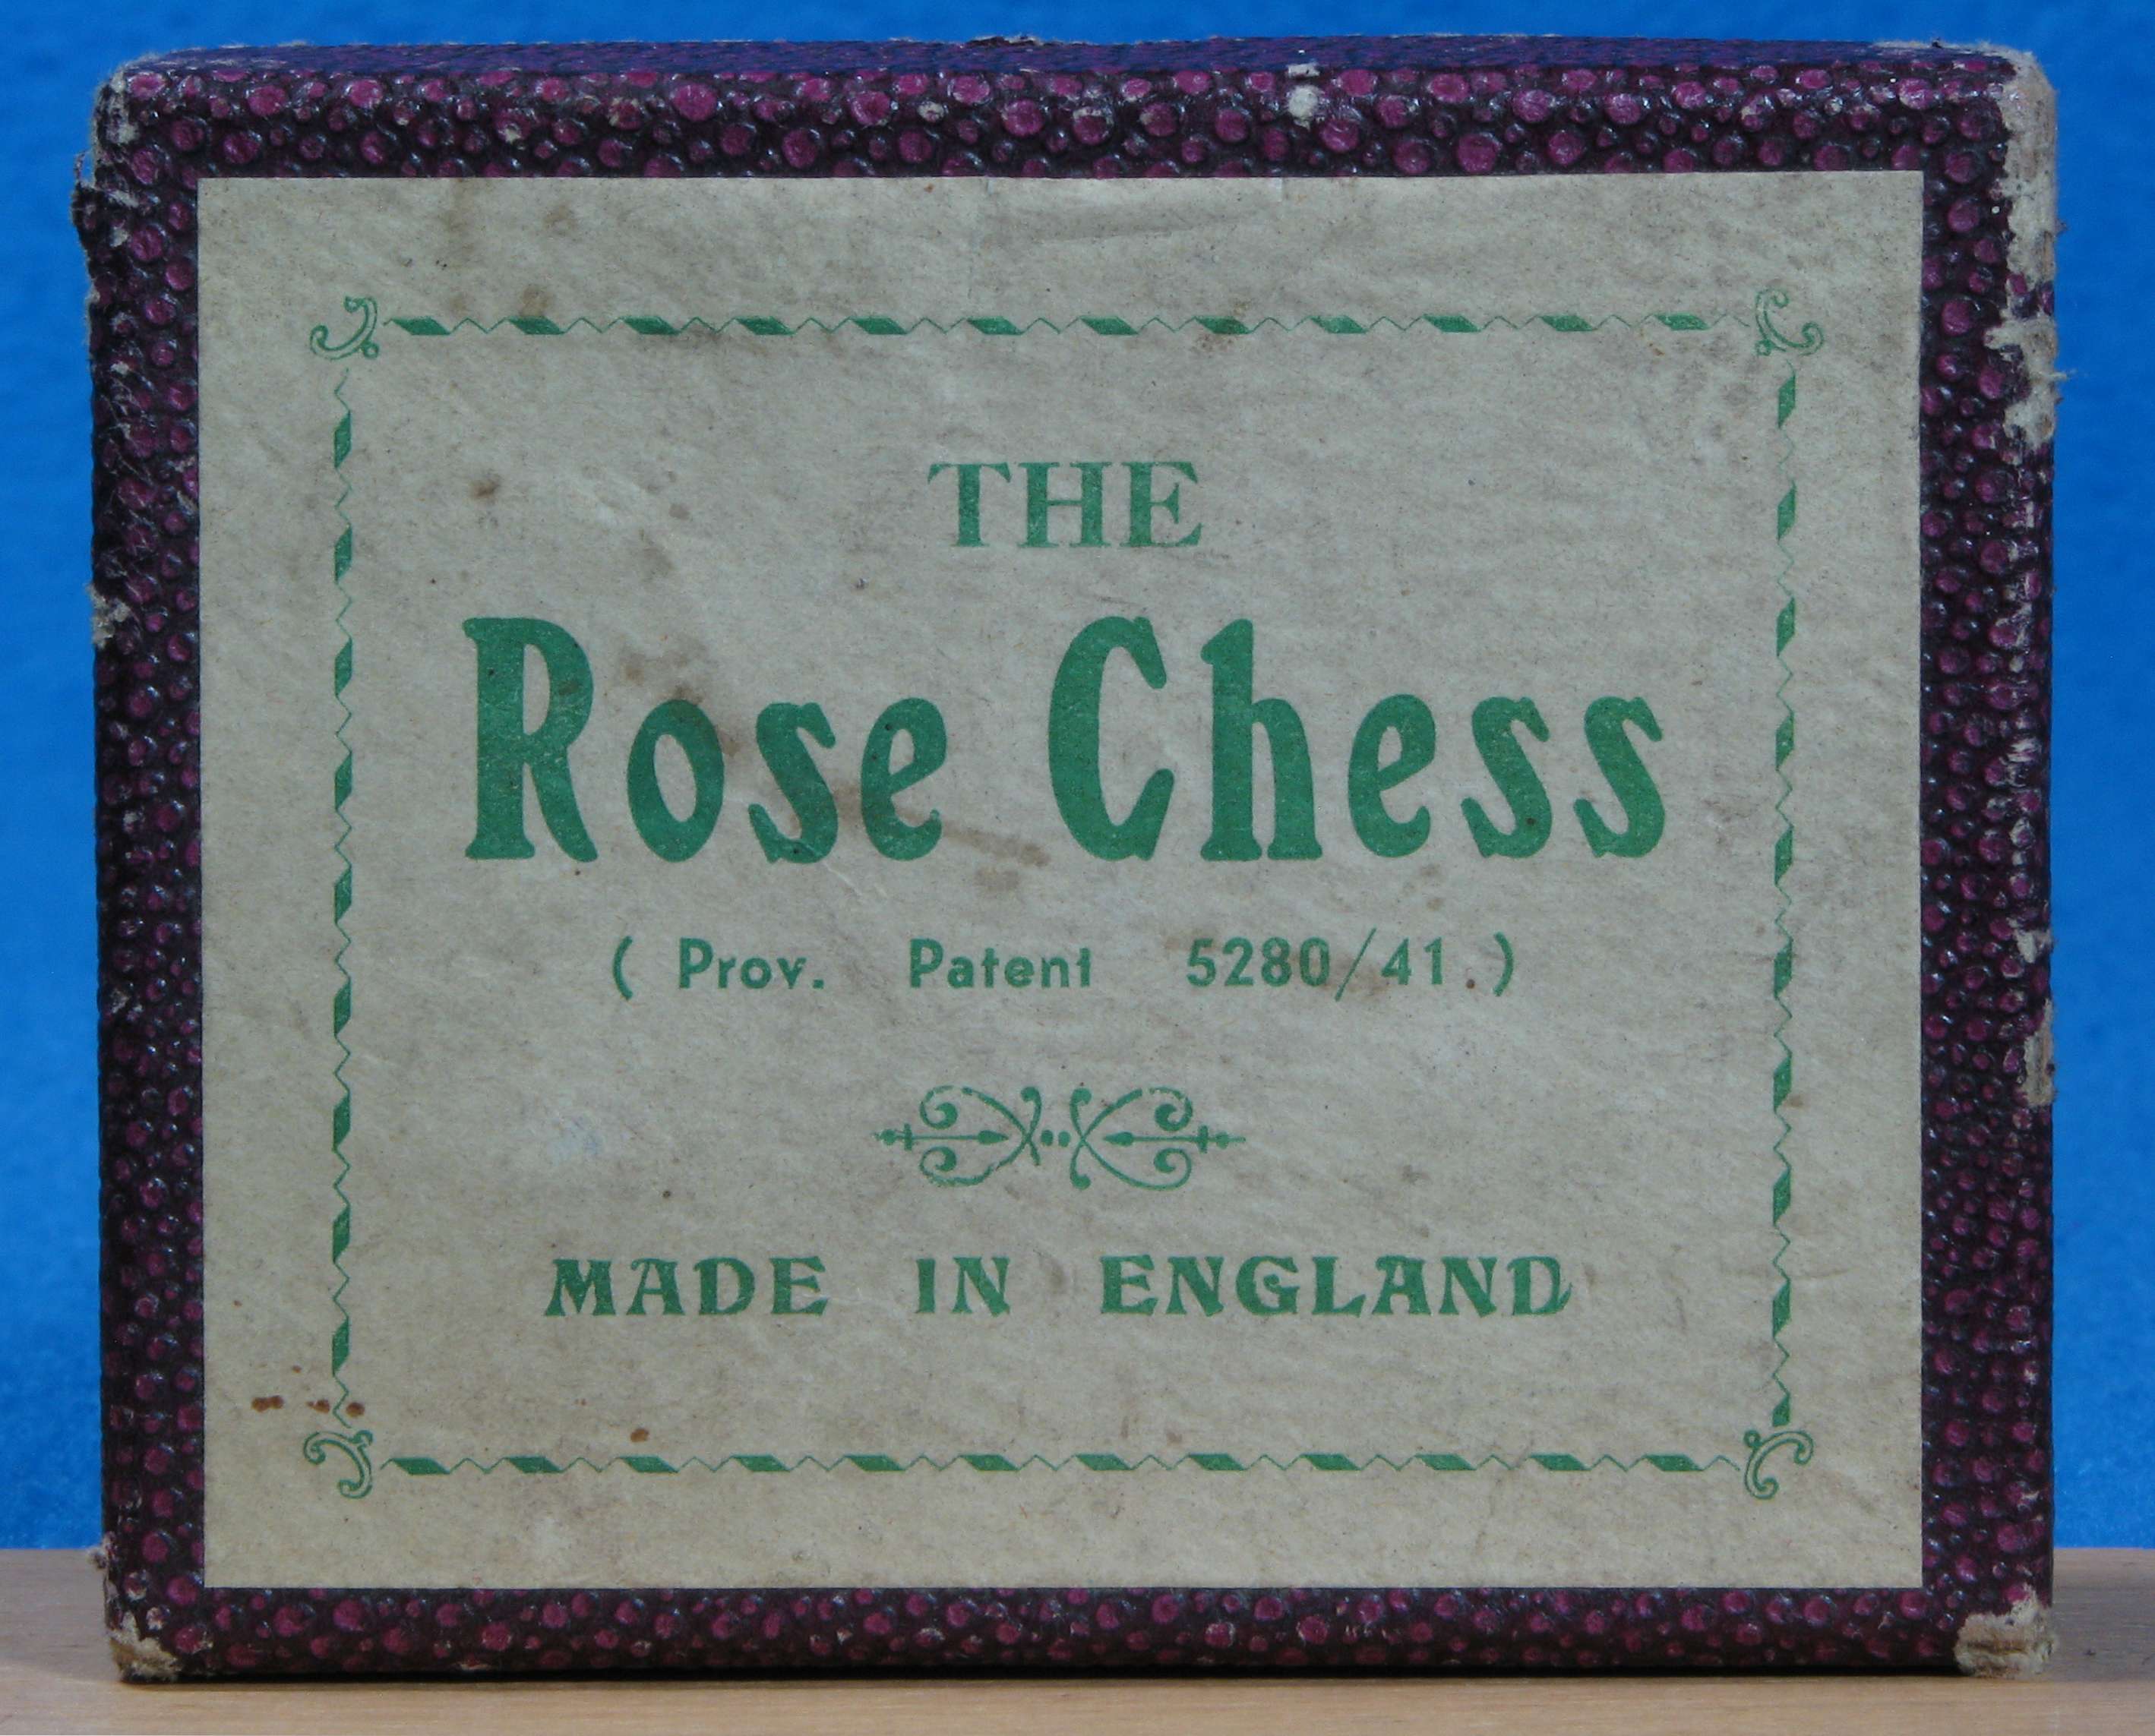 THE
Rose Chess
( Prov. Patent 5280/41.)
MADE IN ENGLAND